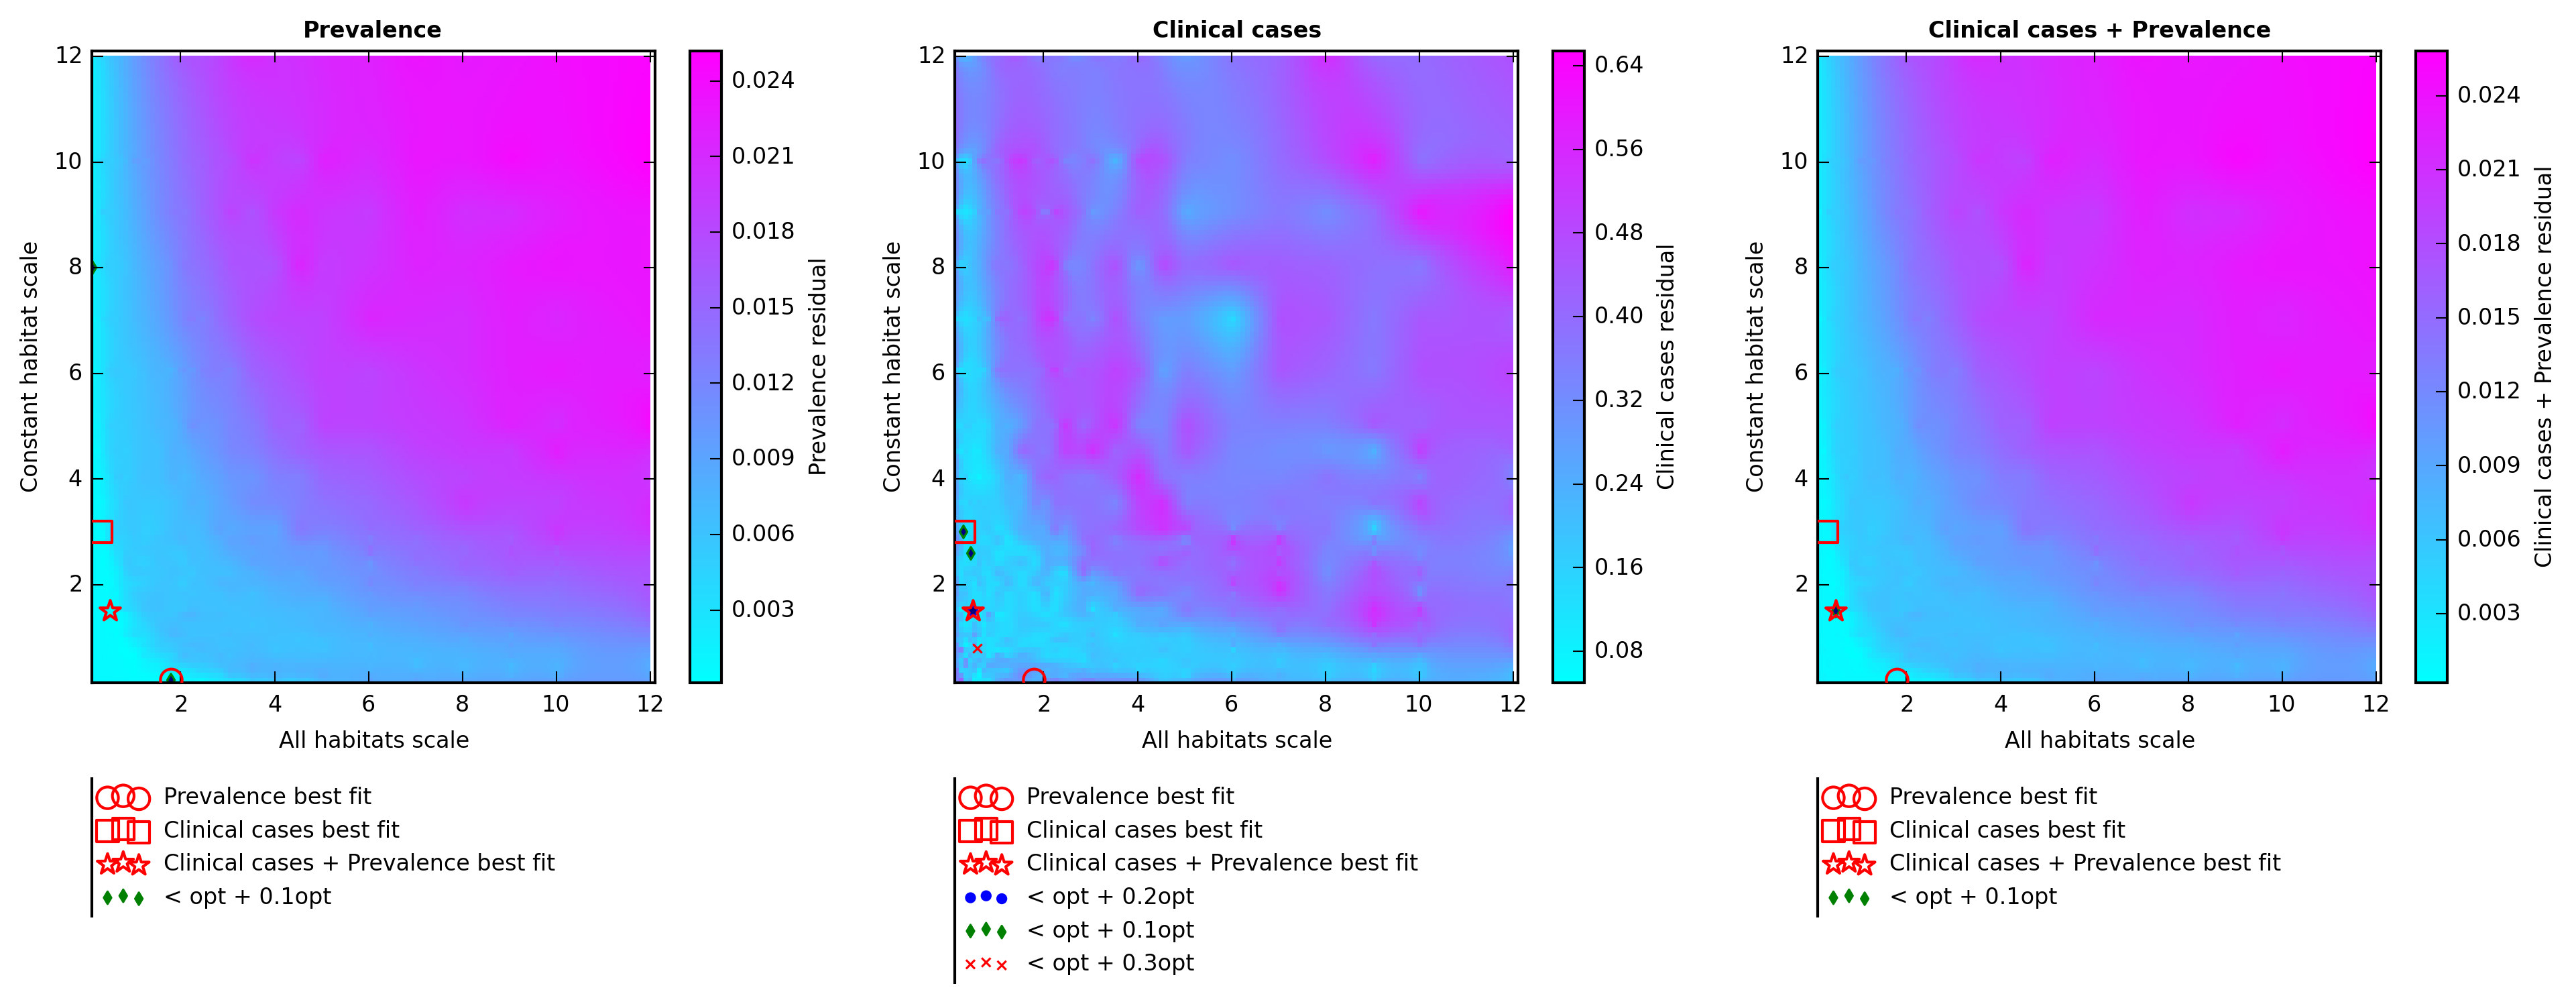 Prevalence
12
10
8
6
4
2
2
4
6
8
10
12
Constant habitat scale
All habitats scale
0.024
0.021
0.018
0.015
0.012
0.009
0.006
0.003
Prevalence residual
Prevalence best fit
Clinical cases best fit
Clinical cases + Prevalence best fit
< opt + 0.1opt
Clinical cases
12
10
8
6
4
2
2
4
6
8
10
12
Constant habitat scale
All habitats scale
0.64
0.56
0.48
0.40
0.32
0.24
0.16
0.08
Clinical cases residual
Prevalence best fit
Clinical cases best fit
Clinical cases + Prevalence best fit
< opt + 0.2opt
< opt + 0.1opt
< opt + 0.3opt
Clinical cases + Prevalence
12
10
8
6
4
2
2
4
6
8
10
12
Constant habitat scale
All habitats scale
0.024
0.021
0.018
0.015
0.012
0.009
0.006
0.003
Clinical cases + Prevalence residual
Prevalence best fit
Clinical cases best fit
Clinical cases + Prevalence best fit
< opt + 0.1opt